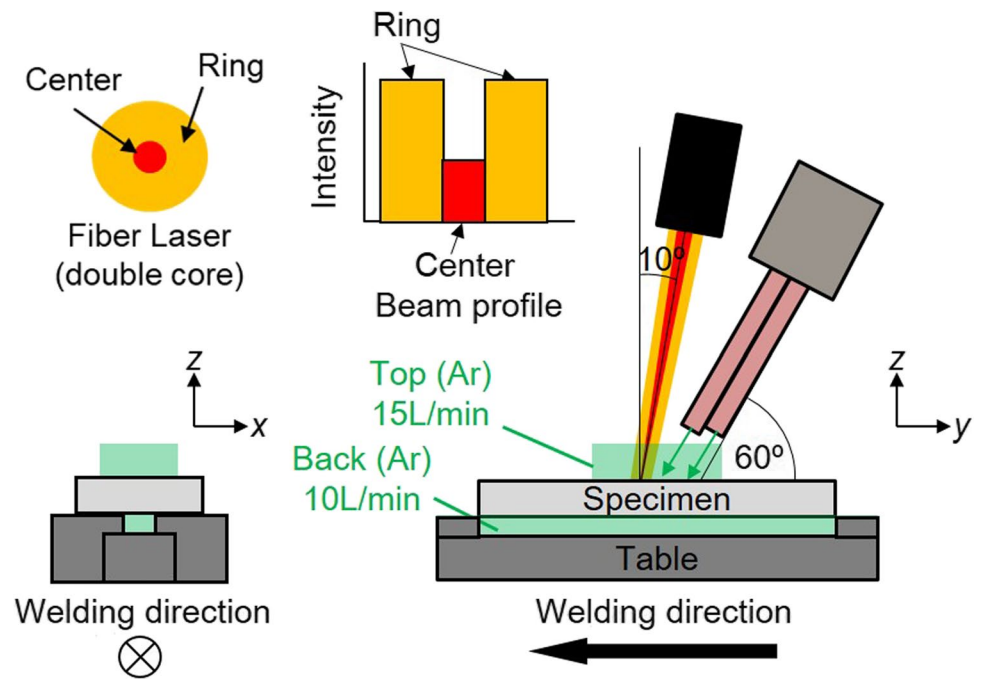 Center
Ring
Fiber Laser
(double core)
Ring
Intensity
Center
Beam profile
10º
Top (Ar)
15L/min
Back (Ar)
10L/min
60º
Specimen
Table
z
x
z
y
Welding direction
Welding direction